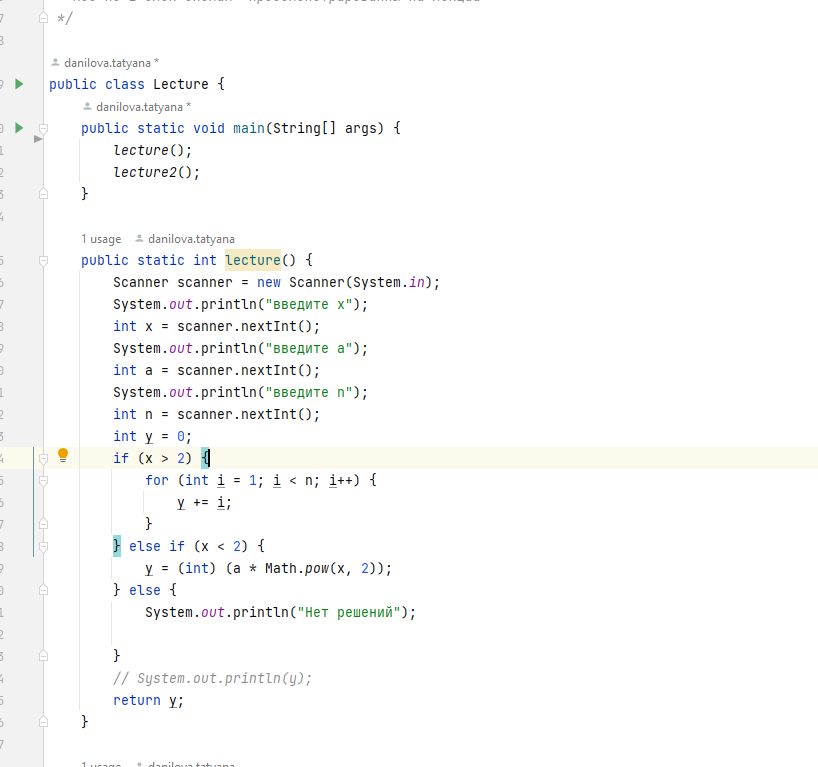 */
danilova.tatyana *
public class Lecture {
danilova.tatyana *
public static void main(String[] args) {
lecture();
lecture2();
}
1 usage danilova.tatyana
public static int lecture() {
Scanner scanner = new Scanner(System.in);
System.out.println("введите x");
int x = scanner.nextInt();
System.out.println("введите a");
int a = scanner.nextInt();
System.out.println("введите n");
int n = scanner.nextInt();
int y = 0;
if (x > 2) {
for (int i = 1; i < n; i++) {
y += i;
}
} else if (x < 2) {
y = (int) (a * Math.pow(x, 2));
} else {
System.out.println("Нет решений");
}
// System.out.println(y);
return y;
}
1 usage danilova.tatyana